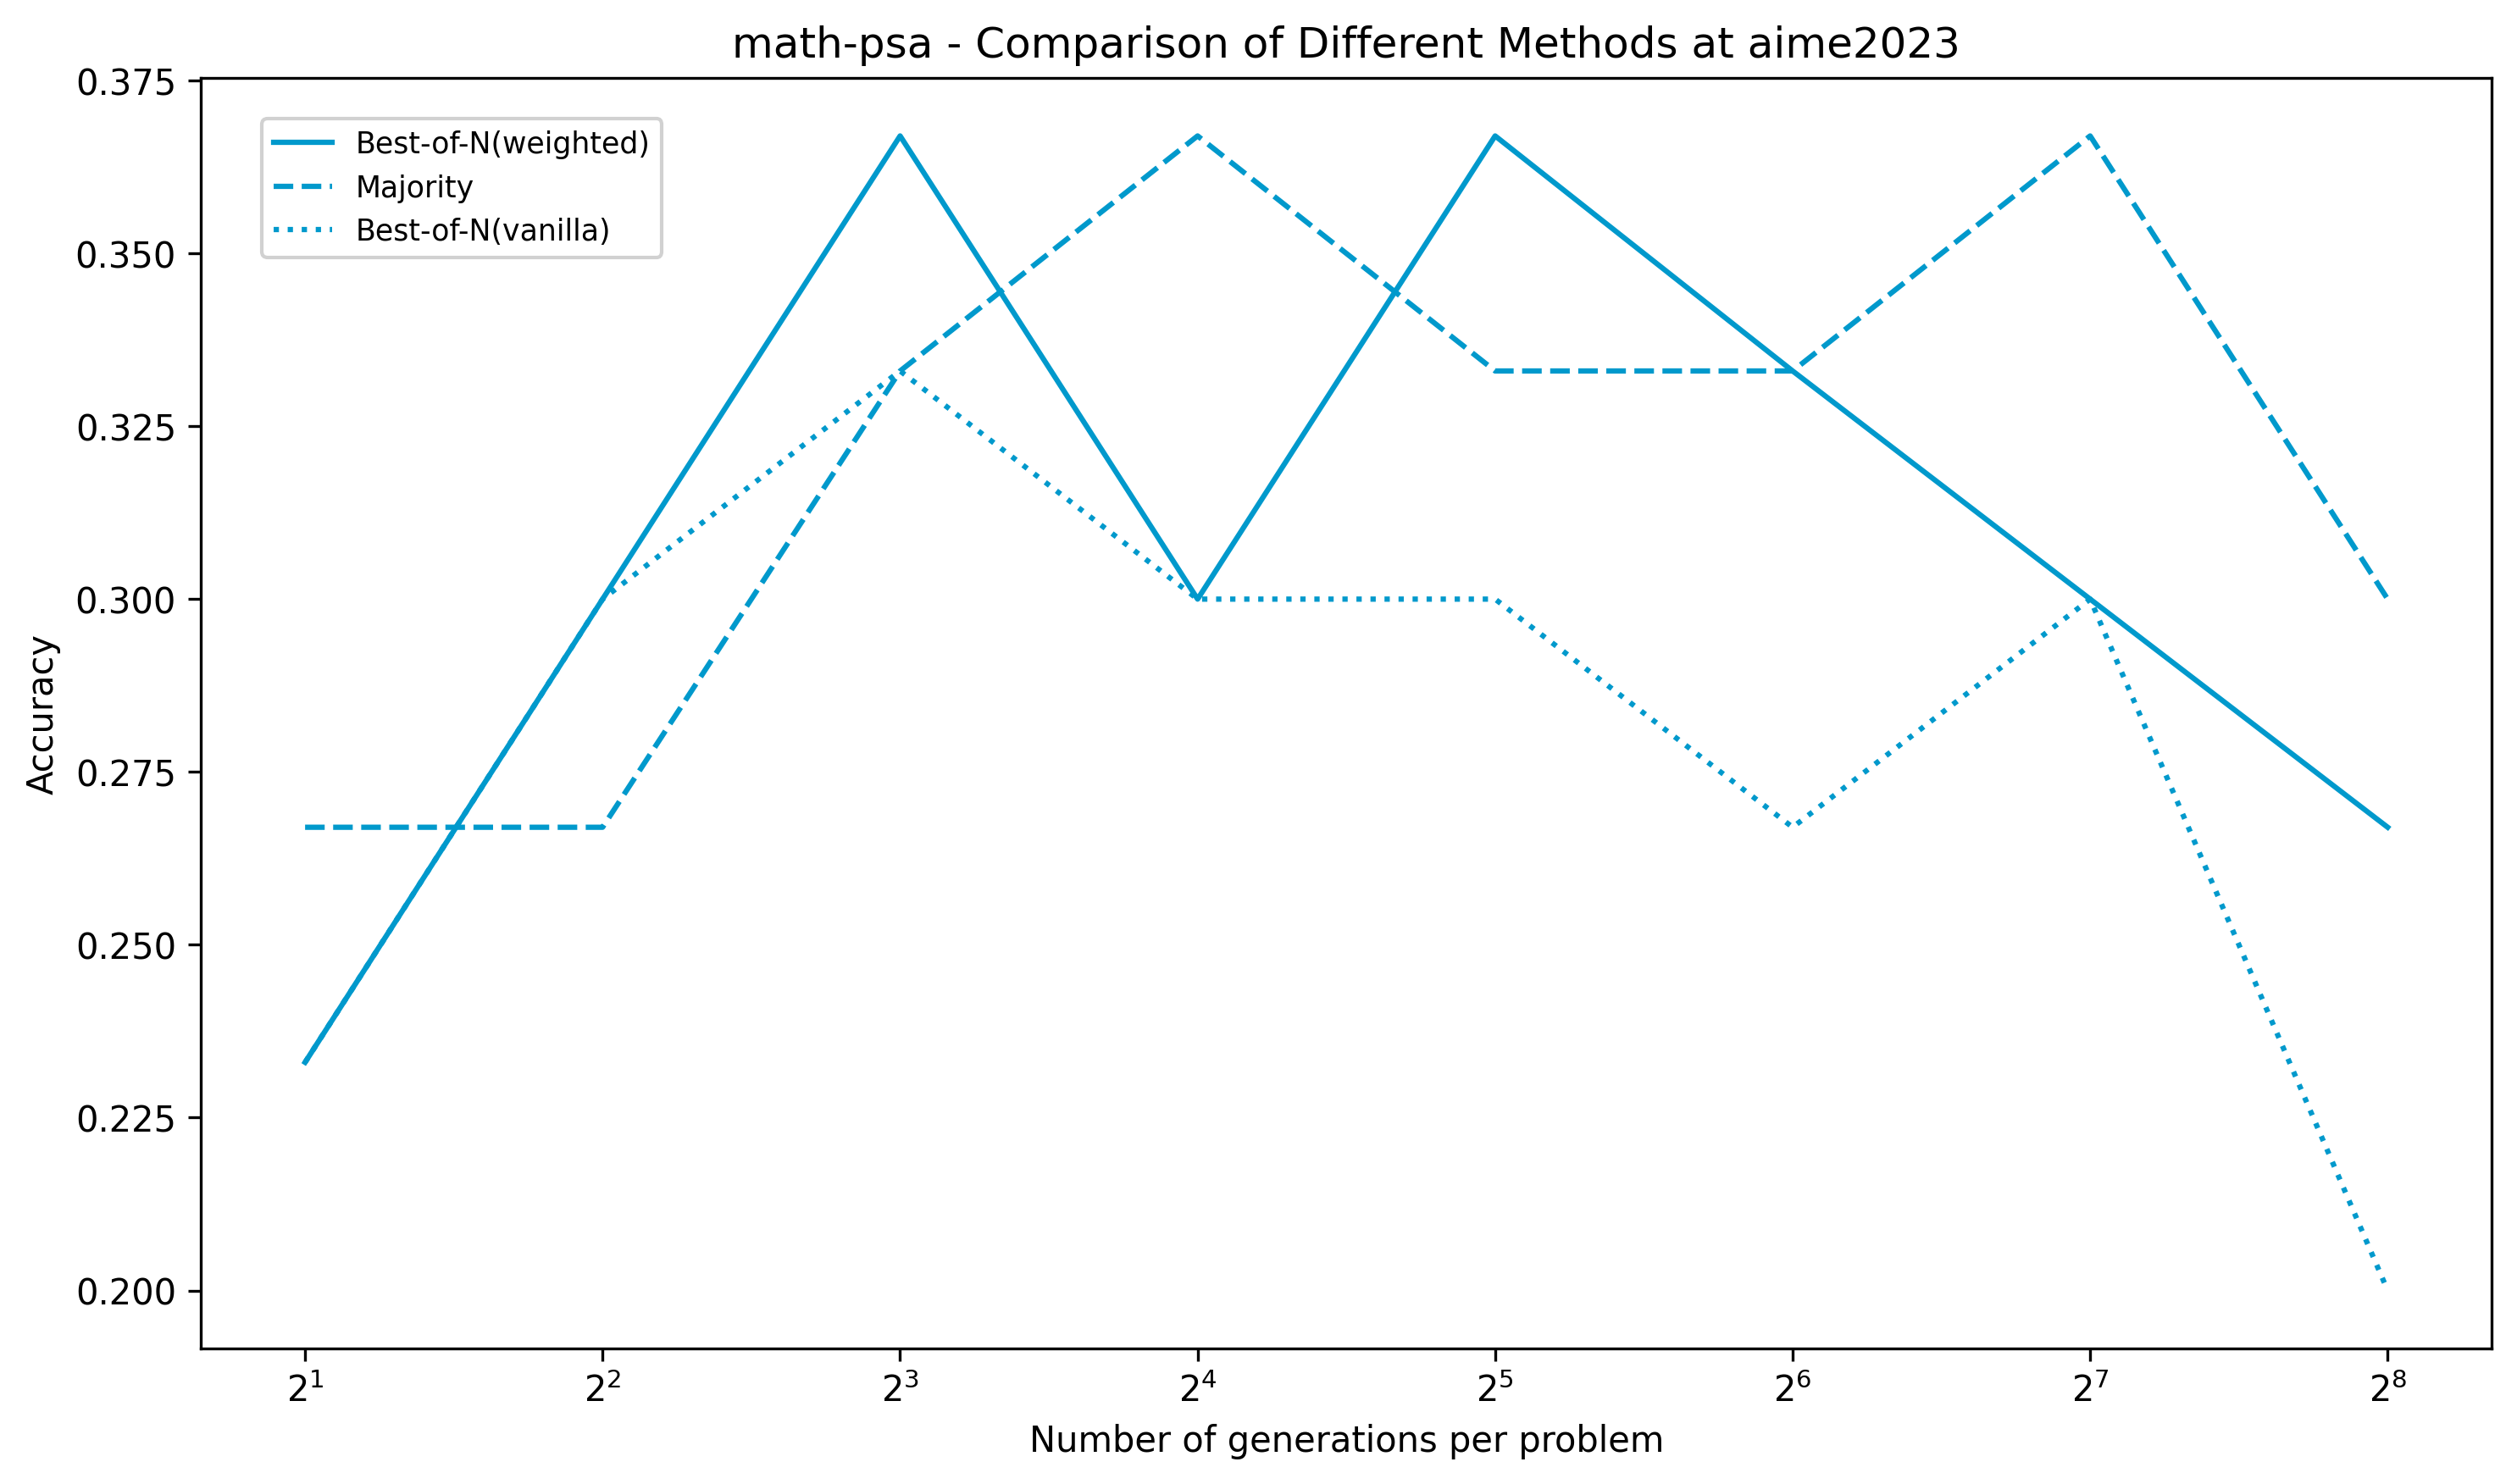 math-psa - Comparison of Different Methods at aime2023
0.375
0.350
0.325
0.300
0.275
0.250
0.225
0.200
Accuracy
Best-of-N(weighted)
Majority
Best-of-N(vanilla)
2¹ 2² 2³ 2⁴ 2⁵ 2⁶ 2⁷ 2⁸
Number of generations per problem